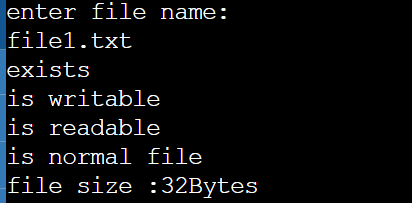 enter file name:
file1.txt
exists
is writable
is readable
is normal file
file size :32Bytes